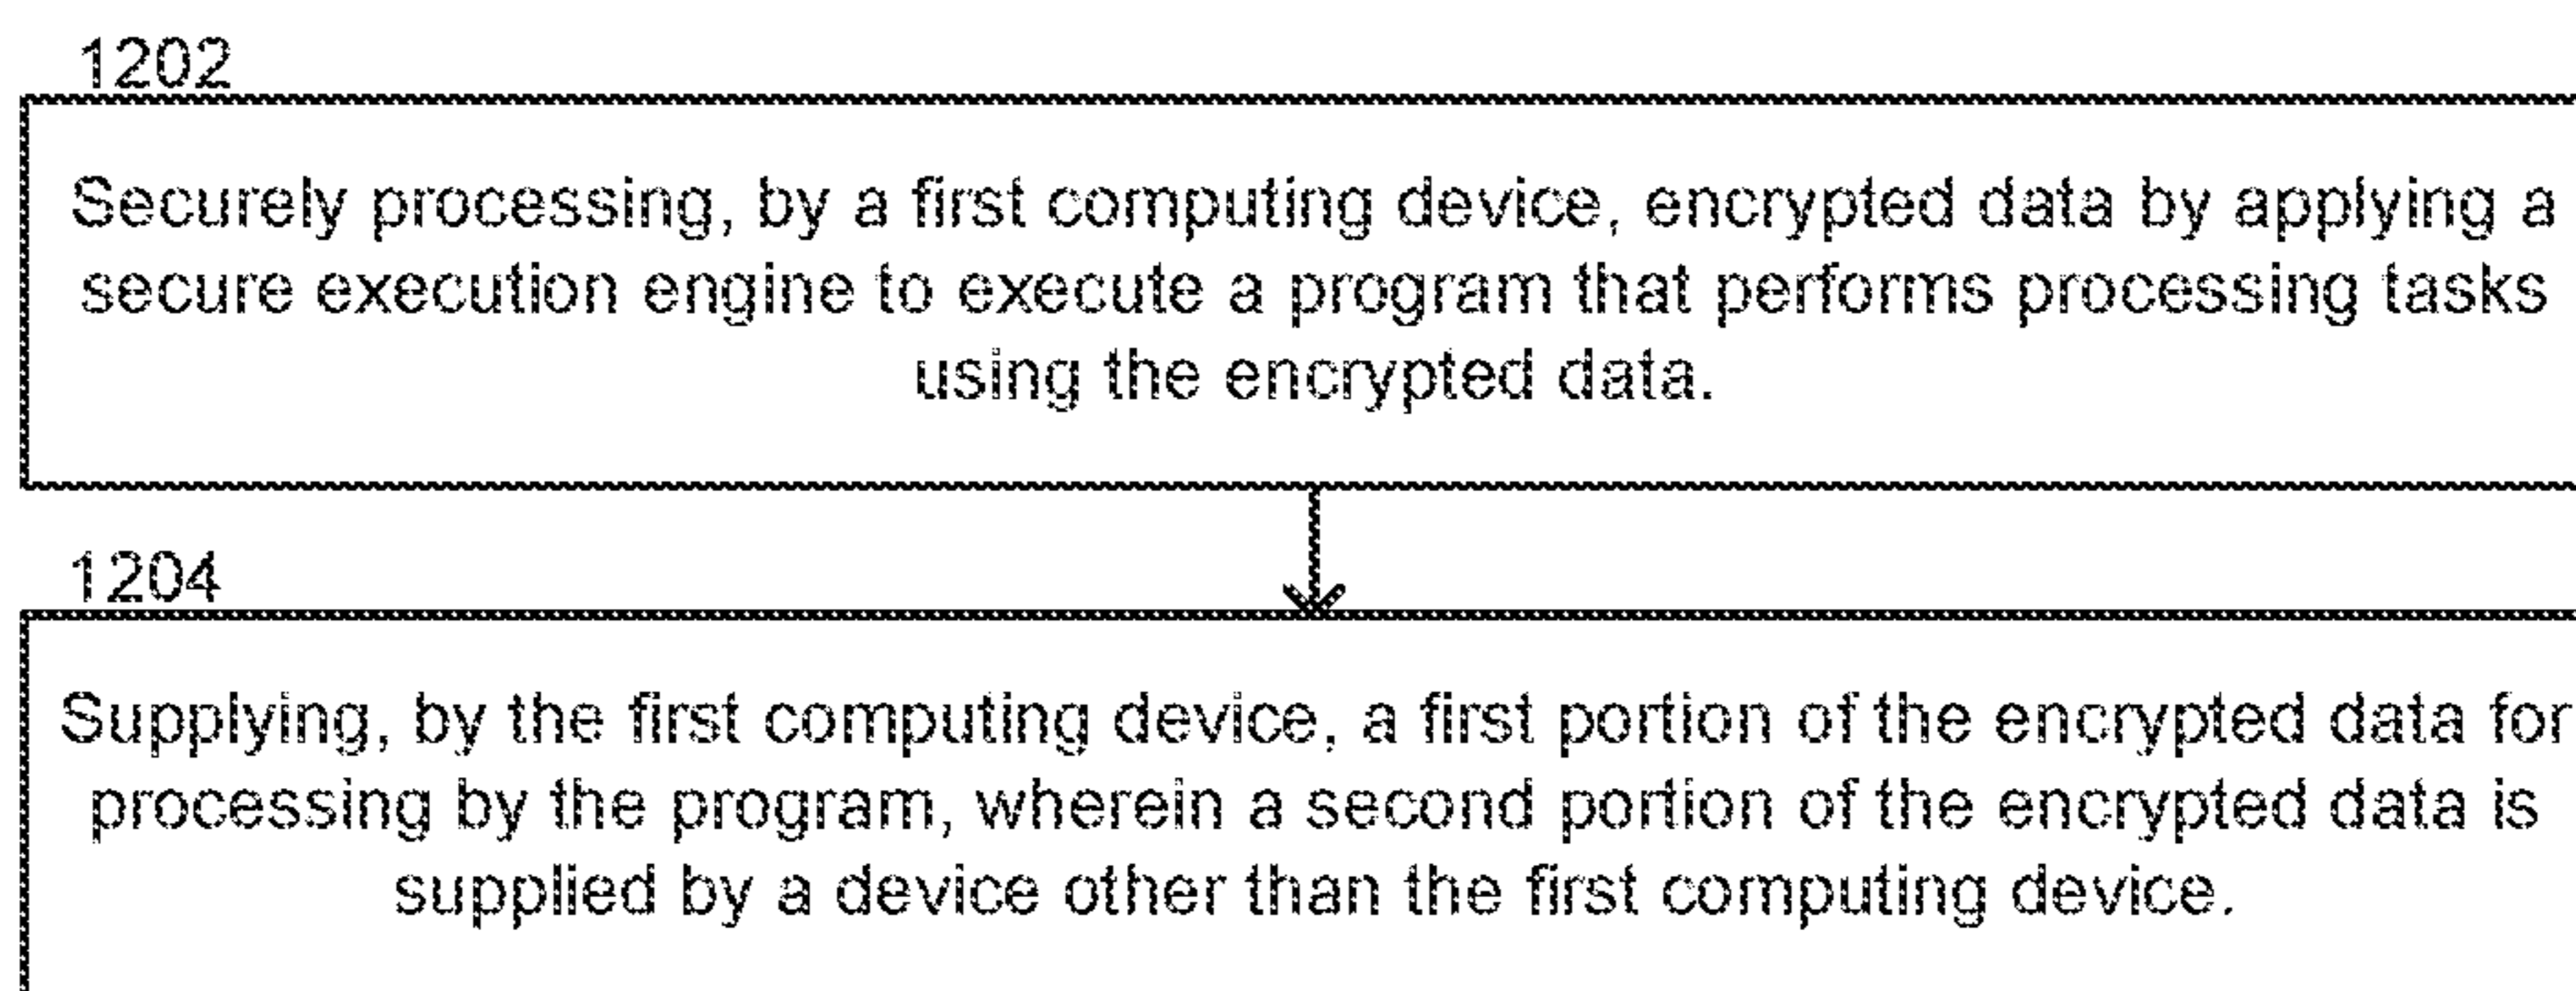 1202
Securely processing, by a first computing device, encrypted data by applying a
secure execution engine to execute a program that performs processing tasks
using the encrypted data.
1204
Supplying, by the first computing device, a first portion of the encrypted data for
processing by the program, wherein a second portion of the encrypted data is
supplied by a device other than the first computing device.